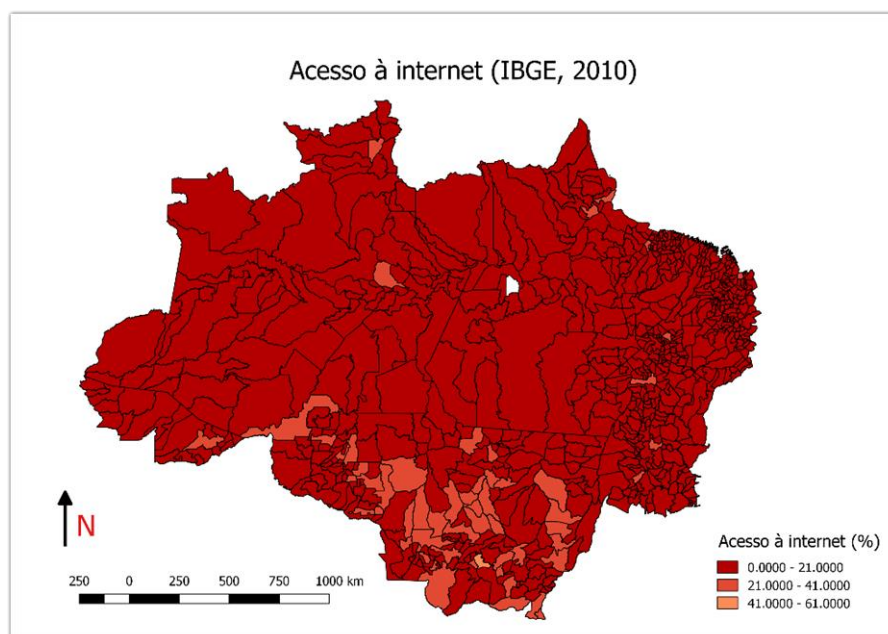 Acesso à internet (IBGE, 2010)
N
250 0 250 500 750 1000 km
Acesso à internet (%)
0.0000 - 21.0000
21.0000 - 41.0000
41.0000 - 61.0000